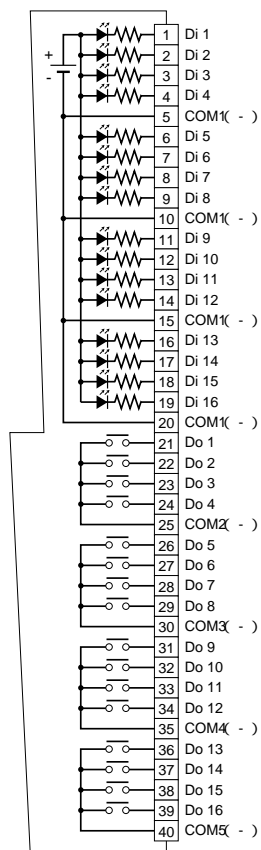 +
-
1 Di 1
2 Di 2
3 Di 3
4 Di 4
5 COM1( - )
6 Di 5
7 Di 6
8 Di 7
9 Di 8
10 COM1( - )
11 Di 9
12 Di 10
13 Di 11
14 Di 12
15 COM1( - )
16 Di 13
17 Di 14
18 Di 15
19 Di 16
20 COM1( - )
21 Do 1
22 Do 2
23 Do 3
24 Do 4
25 COM2( - )
26 Do 5
27 Do 6
28 Do 7
29 Do 8
30 COM3( - )
31 Do 9
32 Do 10
33 Do 11
34 Do 12
35 COM4( - )
36 Do 13
37 Do 14
38 Do 15
39 Do 16
40 COM5( - )